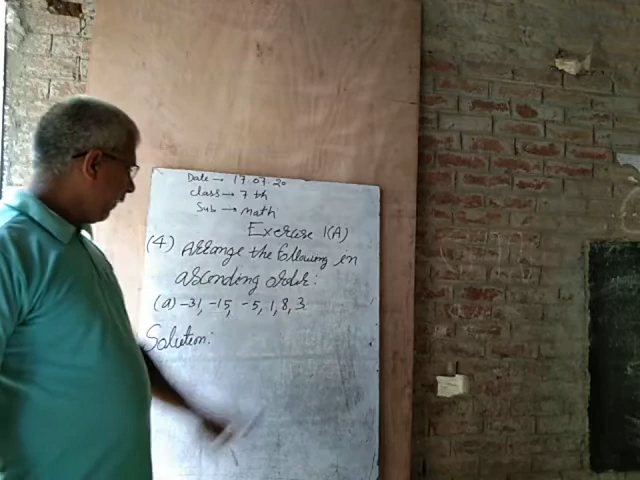 Date → 17.07.20
Class → 7 th
Sub → math
Exercise 1(A)
(4) Arrange the following in
ascending order:
(a) -31, -15, -5, 1, 8, 3
Solution: